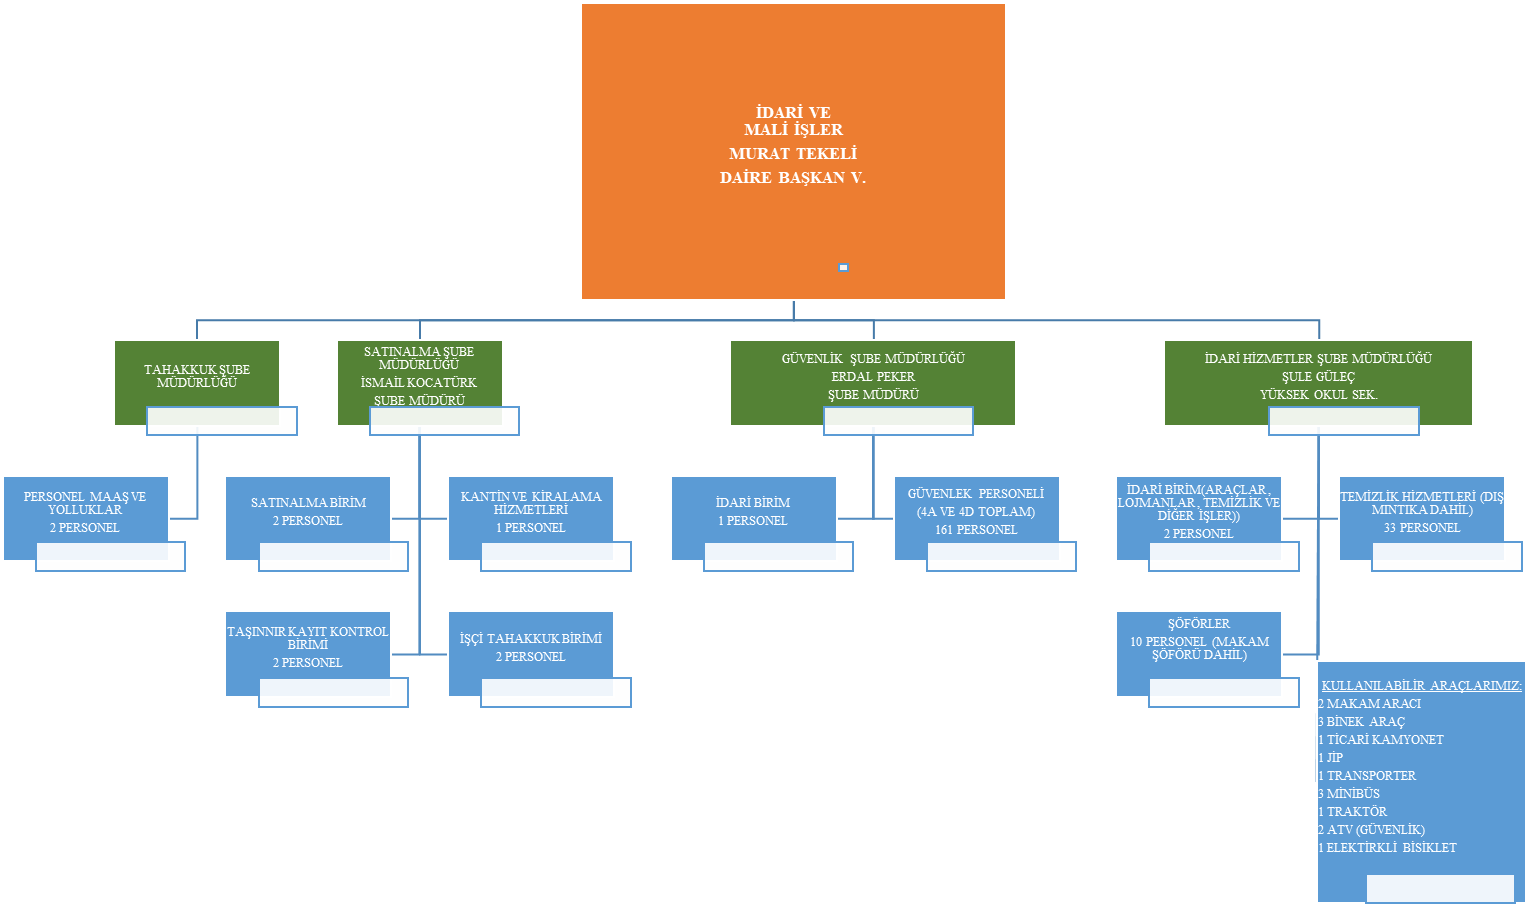 İDARİ VE
MALİ İŞLER
MURAT TEKELİ
DAİRE BAŞKAN V.
TAHAKKUK ŞUBE
MÜDÜRLÜĞÜ
SATINALMA ŞUBE
MÜDÜRLÜĞÜ
İSMAİL KOCATÜRK
ŞUBE MÜDÜRÜ
GÜVENLİK ŞUBE MÜDÜRLÜĞÜ
ERDAL PEKER
ŞUBE MÜDÜRÜ
İDARİ HİZMETLER ŞUBE MÜDÜRLÜĞÜ
ŞULE GÜLEÇ
YÜKSEK OKUL SEK.
PERSONEL MAAŞ VE
YOLLUKLAR
2 PERSONEL
SATINALMA BİRİM
2 PERSONEL
KANTİN VE KİRALAMA
HİZMETLERİ
1 PERSONEL
İDARİ BİRİM
1 PERSONEL
GÜVENLEK PERSONELİ
(4A VE 4D TOPLAM)
161 PERSONEL
İDARİ BİRİM(ARAÇLAR,
LOJMANLAR, TEMİZLİK VE
DİĞER İŞLER))
2 PERSONEL
TEMİZLİK HİZMETLERİ (DIŞ
MINTIKA DAHİL)
33 PERSONEL
TAŞINNIR KAYIT KONTROL
BİRİMİ
2 PERSONEL
İŞÇİ TAHAKKUK BİRİMİ
2 PERSONEL
ŞÖFÖRLER
10 PERSONEL (MAKAM
ŞÖFÖRÜ DAHİL)
KULLANILABİLİR ARAÇLARIMIZ:
2 MAKAM ARACI
3 BİNEK ARAÇ
1 TİCARİ KAMYONET
1 JİP
1 TRANSPORTER
3 MİNİBÜS
1 TRAKTÖR
2 ATV (GÜVENLİK)
1 ELEKTİRKLİ BİSİKLET